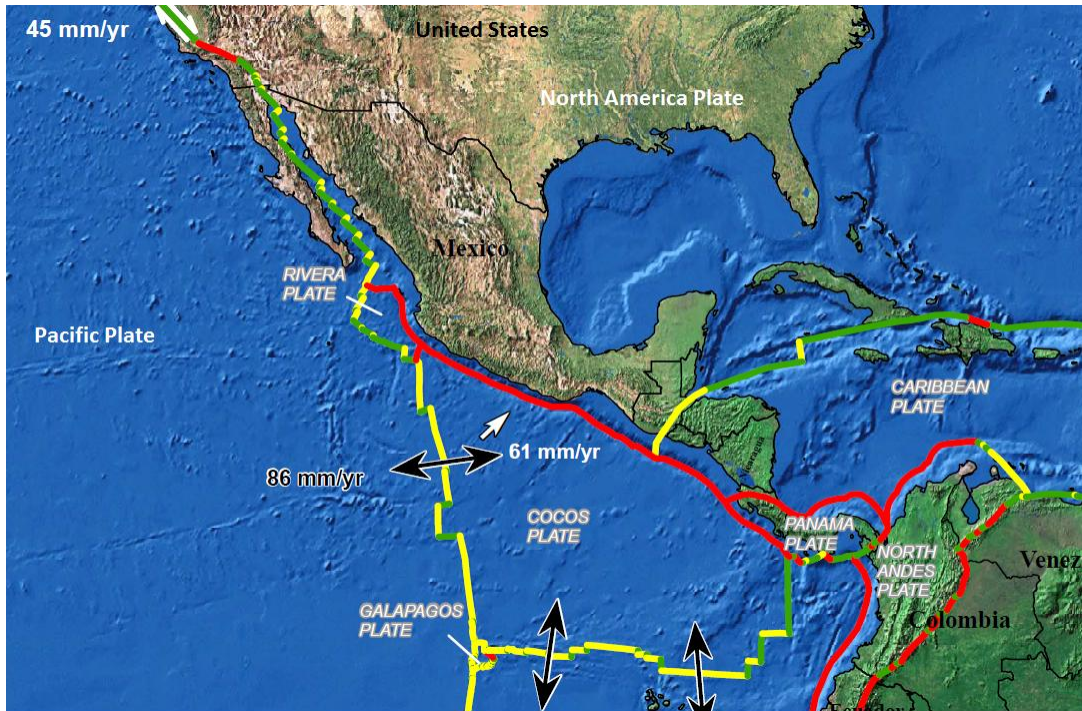 45 mm/yr
United States
North America Plate
Mexico
RIVERA
PLATE
Pacific Plate
CARIBBEAN
PLATE
61 mm/yr
86 mm/yr
COCOS
PLATE
PANAMA
PLATE
NORTH
ANDES
PLATE
Venez
GALAPAGOS
PLATE
Colombia